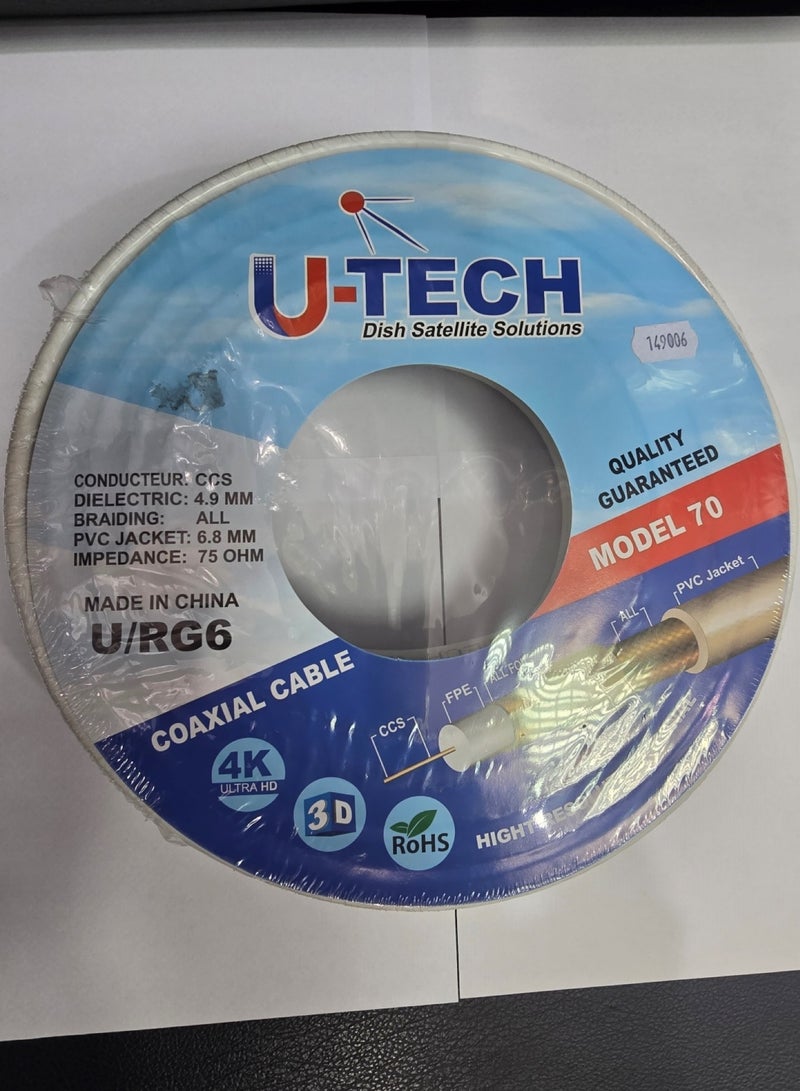 U-TECH
Dish Satellite Solutions
149006
QUALITY
GUARANTEED
MODEL 70
CONDUCTEUR: CCS
DIELECTRIC: 4.9 MM
BRAIDING: ALL
PVC JACKET: 6.8 MM
IMPEDANCE: 75 OHM
MADE IN CHINA
U/RG6
COAXIAL CABLE
CCS
FPE
ALL
ALL
PVC Jacket
4K
ULTRA HD
3D
RoHS
HIGHT